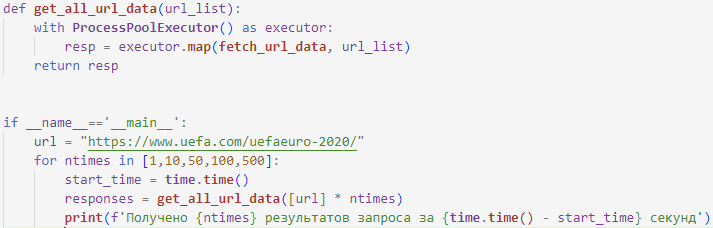 def get_all_url_data(url_list):
    with ProcessPoolExecutor() as executor:
        resp = executor.map(fetch_url_data, url_list)
    return resp


if __name__=='__main__':
    url = "https://www.uefa.com/uefaeuro-2020/"
    for ntimes in [1,10,50,100,500]:
        start_time = time.time()
        responses = get_all_url_data([url] * ntimes)
        print(f'Получено {ntimes} результатов запроса за {time.time() - start_time} секунд')